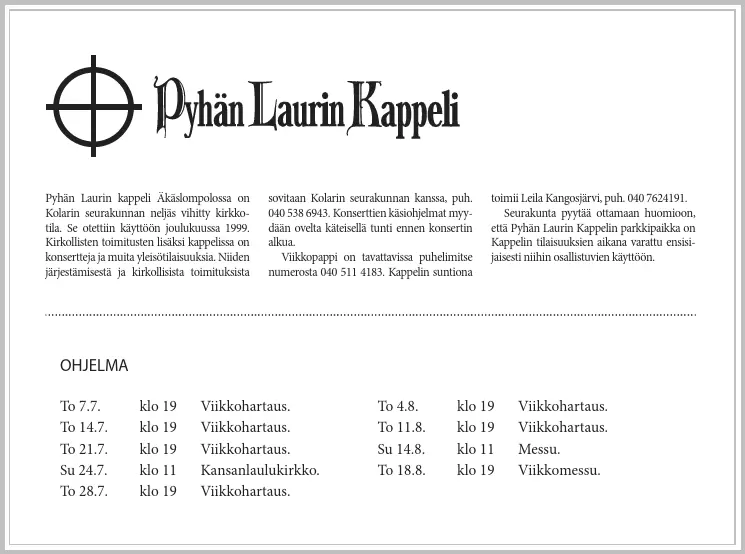 Pyhän Laurin Kappeli
Pyhän Laurin kappeli Äkäslompolossa on
Kolarin seurakunnan neljäs vihitty kirkko-
tila. Se otettiin käyttöön joulukuussa 1999.
Kirkollisten toimitusten lisäksi kappelissa on
konsertteja ja muita yleisötilaisuuksia. Niiden
järjestämisestä ja kirkollisista toimituksista
sovitaan Kolarin seurakunnan kanssa, puh.
040 538 6943. Konserttien käsiohjelmat myy-
dään ovelta käteisellä tunti ennen konsertin
alkua.
Viikkopappi on tavattavissa puhelimitse
numerosta 040 511 4183. Kappelin suntiona
toimii Leila Kangosjärvi, puh. 040 7624191.
Seurakunta pyytää ottamaan huomioon,
että Pyhän Laurin Kappelin parkkipaikka on
Kappelin tilaisuuksien aikana varattu ensisi-
jaisesti niihin osallistuvien käyttöön.
OHJELMA
To 7.7. klo 19 Viikkohartaus.
To 14.7. klo 19 Viikkohartaus.
To 21.7. klo 19 Viikkohartaus.
Su 24.7. klo 11 Kansanlaulukirkko.
To 28.7. klo 19 Viikkohartaus.
To 4.8. klo 19 Viikkohartaus.
To 11.8. klo 19 Viikkohartaus.
Su 14.8. klo 11 Messu.
To 18.8. klo 19 Viikkomessu.